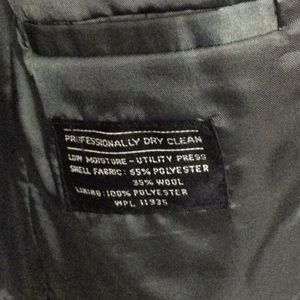 PROFESSIONALLY DRY CLEAN
LOW MOISTURE - UTILITY PRESS
SHELL FABRIC: 65% POLYESTER
35% WOOL
LINING: 100% POLYESTER
WPL 11935